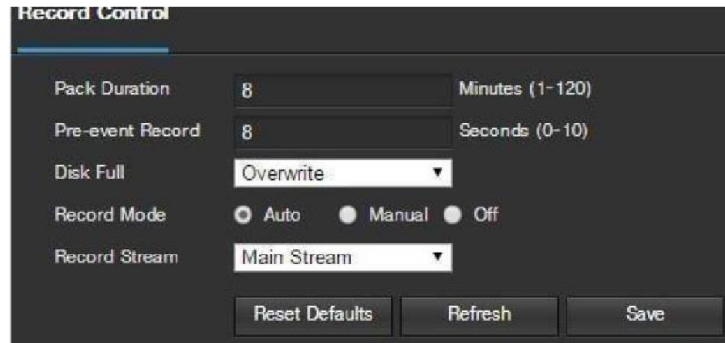 Record Control
Pack Duration 8 Minutes (1-120)
Pre-event Record 8 Seconds (0-10)
Disk Full Overwrite
Record Mode Auto Manual Off
Record Stream Main Stream
Reset Defaults Refresh Save